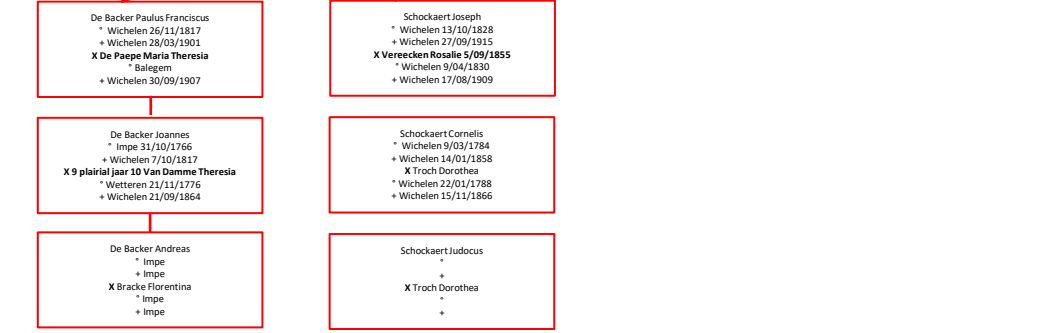 De Backer Paulus Franciscus
° Wichelen 26/11/1817
+ Wichelen 28/03/1901
X De Paepe Maria Theresia
° Balegem
+ Wichelen 30/09/1907
Schockaert Joseph
° Wichelen 13/10/1828
+ Wichelen 27/09/1915
X Vereecken Rosalie 5/09/1855
° Wichelen 9/04/1830
+ Wichelen 17/08/1909
De Backer Joannes
° Impe 31/10/1766
+ Wichelen 7/10/1817
X 9 plairial jaar 10 Van Damme Theresia
° Wetteren 21/11/1776
+ Wichelen 21/09/1864
Schockaert Cornelis
° Wichelen 9/03/1784
+ Wichelen 14/01/1858
X Troch Dorothea
° Wichelen 22/01/1788
+ Wichelen 15/11/1866
De Backer Andreas
° Impe
+ Impe
X Bracke Florentina
° Impe
+ Impe
Schockaert Judocus
°
+
X Troch Dorothea
°
+